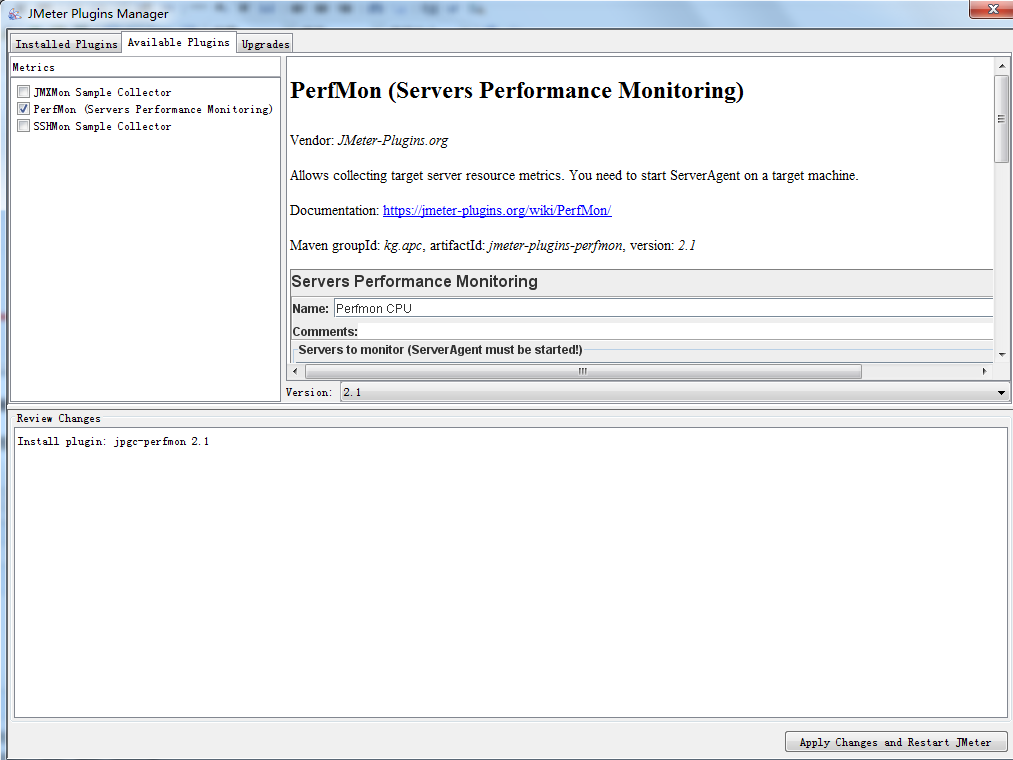 JMeter Plugins Manager
Installed Plugins
Available Plugins
Upgrades
Metrics
JMXMon Sample Collector
PerfMon (Servers Performance Monitoring)
SSHMon Sample Collector
PerfMon (Servers Performance Monitoring)
Vendor: JMeter-Plugins.org
Allows collecting target server resource metrics. You need to start ServerAgent on a target machine.
Documentation: https://jmeter-plugins.org/wiki/PerfMon/
Maven groupId: kg.apc, artifactId: jmeter-plugins-perfmon, version: 2.1
Servers Performance Monitoring
Name: Perfmon CPU
Comments:
Servers to monitor (ServerAgent must be started!)
Version: 2.1
Review Changes
Install plugin: jpgc-perfmon 2.1
Apply Changes and Restart JMeter